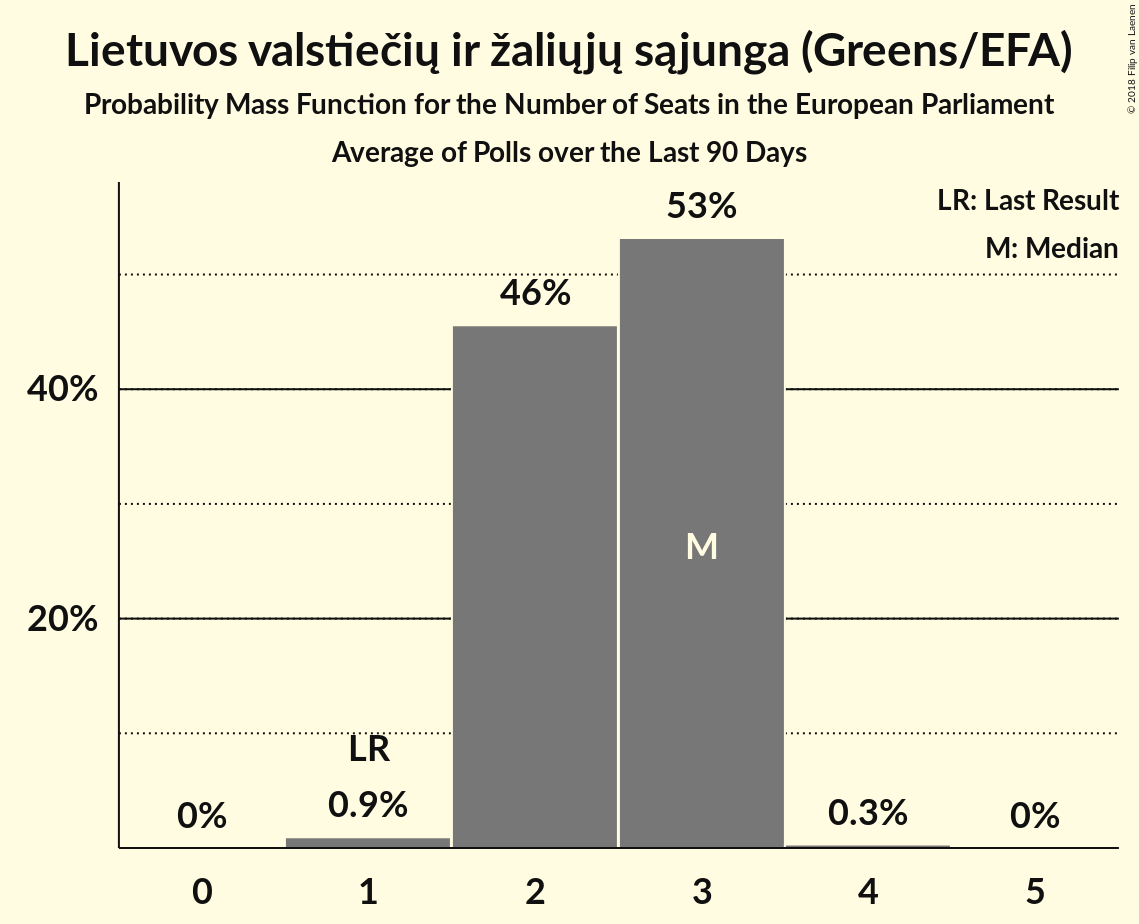 Lietuvos valstiečių ir žaliųjų sąjunga (Greens/EFA)
Probability Mass Function for the Number of Seats in the European Parliament
Average of Polls over the Last 90 Days
© 2018 Filip van Laenen
LR: Last Result
M: Median
53%
46%
40%
M
20%
LR
0% 0.9% 0.3% 0%
0 1 2 3 4 5